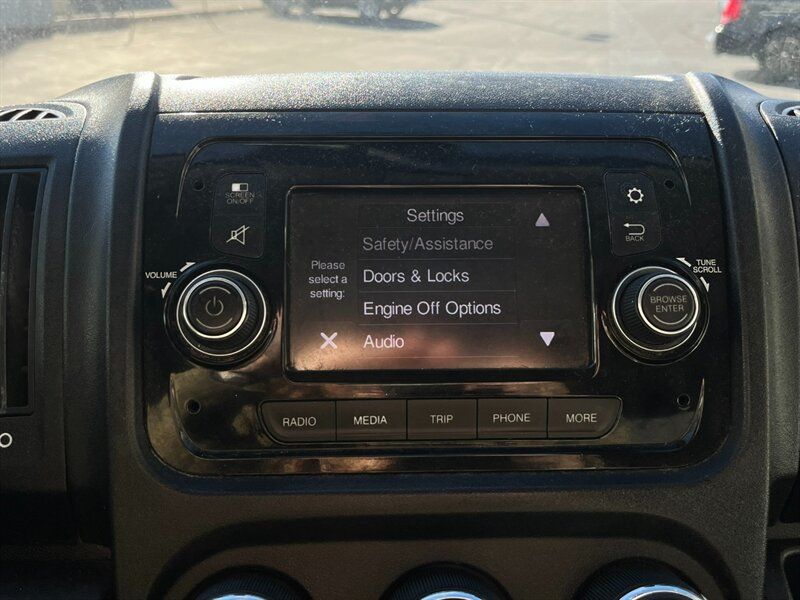 SCREEN
ON/OFF
VOLUME
Settings
Safety/Assistance
Please
select a
setting:
Doors & Locks
Engine Off Options
Audio
BACK
TUNE
SCROLL
BROWSE
ENTER
RADIO
MEDIA
TRIP
PHONE
MORE